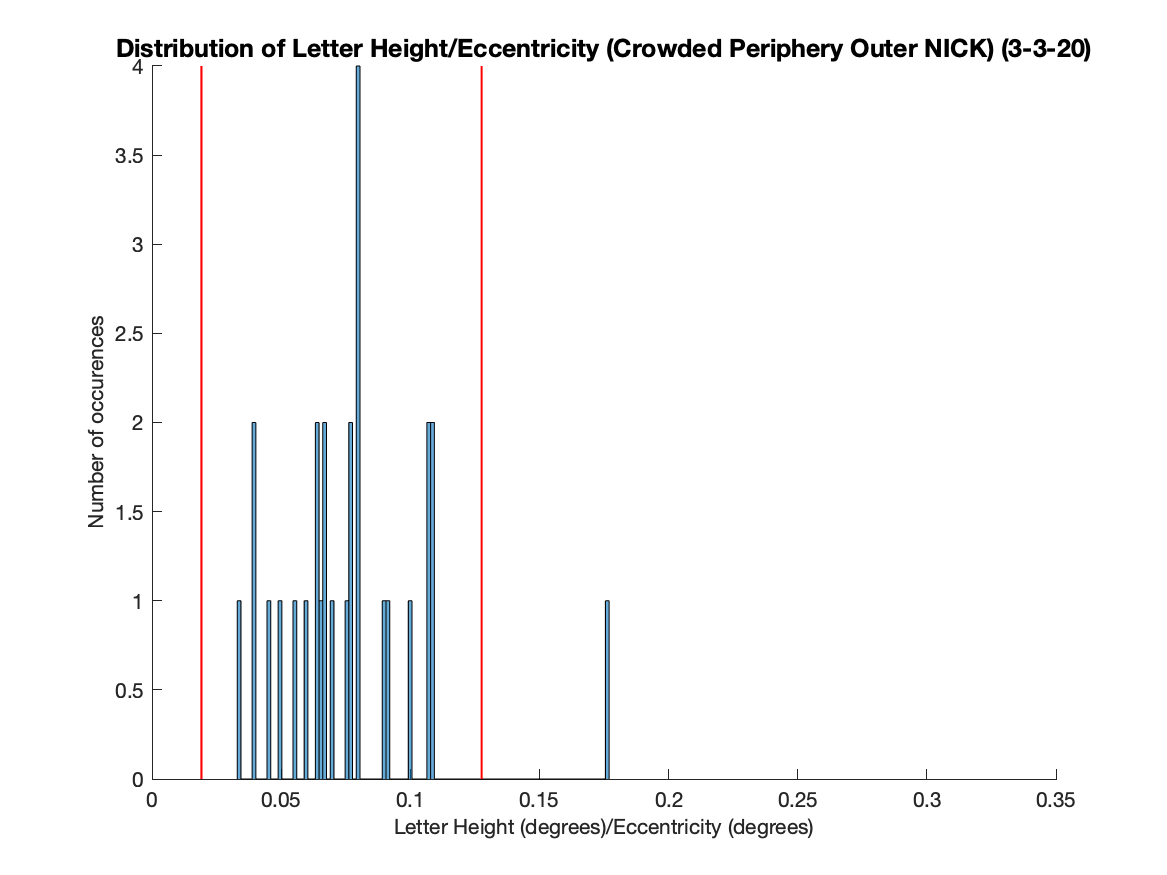 Distribution of Letter Height/Eccentricity (Crowded Periphery Outer NICK) (3-3-20)
4
3.5
3
2.5
2
1.5
1
0.5
0
Number of occurences
0 0.05 0.1 0.15 0.2 0.25 0.3 0.35
Letter Height (degrees)/Eccentricity (degrees)